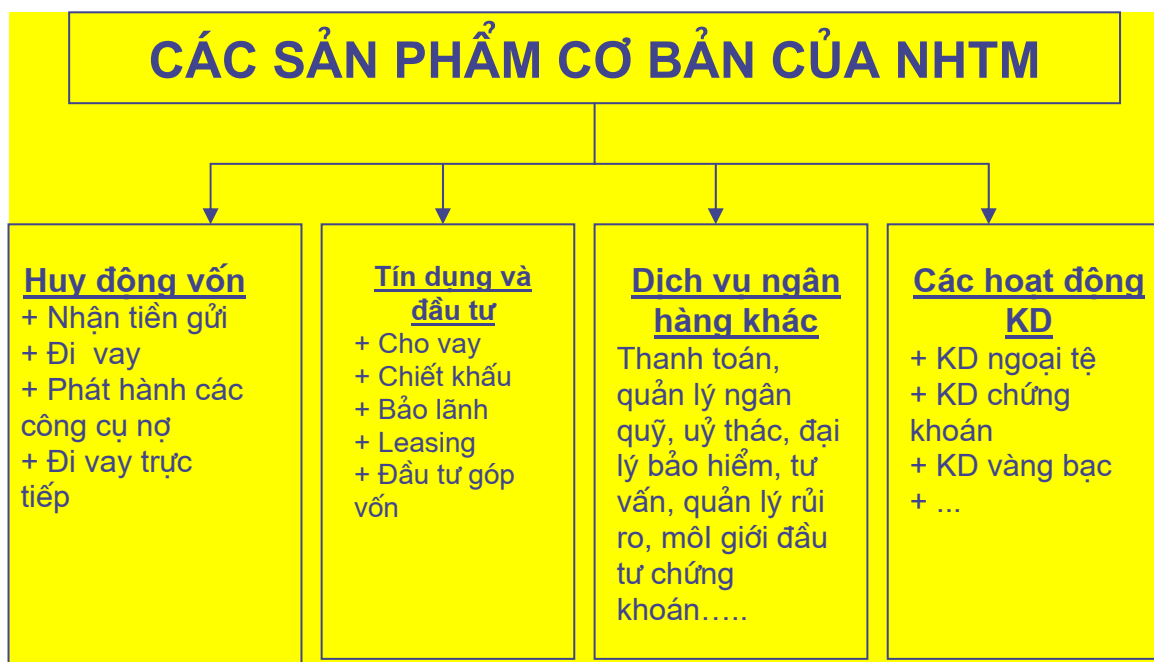 CÁC SẢN PHẨM CƠ BẢN CỦA NHTM
Huy động vốn
+ Nhận tiền gửi
+ Đi vay
+ Phát hành các
công cụ nợ
+ Đi vay trực
tiếp
Tín dụng và
đầu tư
+ Cho vay
+ Chiết khấu
+ Bảo lãnh
+ Leasing
+ Đầu tư góp
vốn
Dịch vụ ngân
hàng khác
Thanh toán,
quản lý ngân
quỹ, uỷ thác, đại
lý bảo hiểm, tư
vấn, quản lý rủi
ro, môI giới đầu
tư chứng
khoán…..
Các hoạt động
KD
+ KD ngoại tệ
+ KD chứng
khoán
+ KD vàng bạc
+ ...